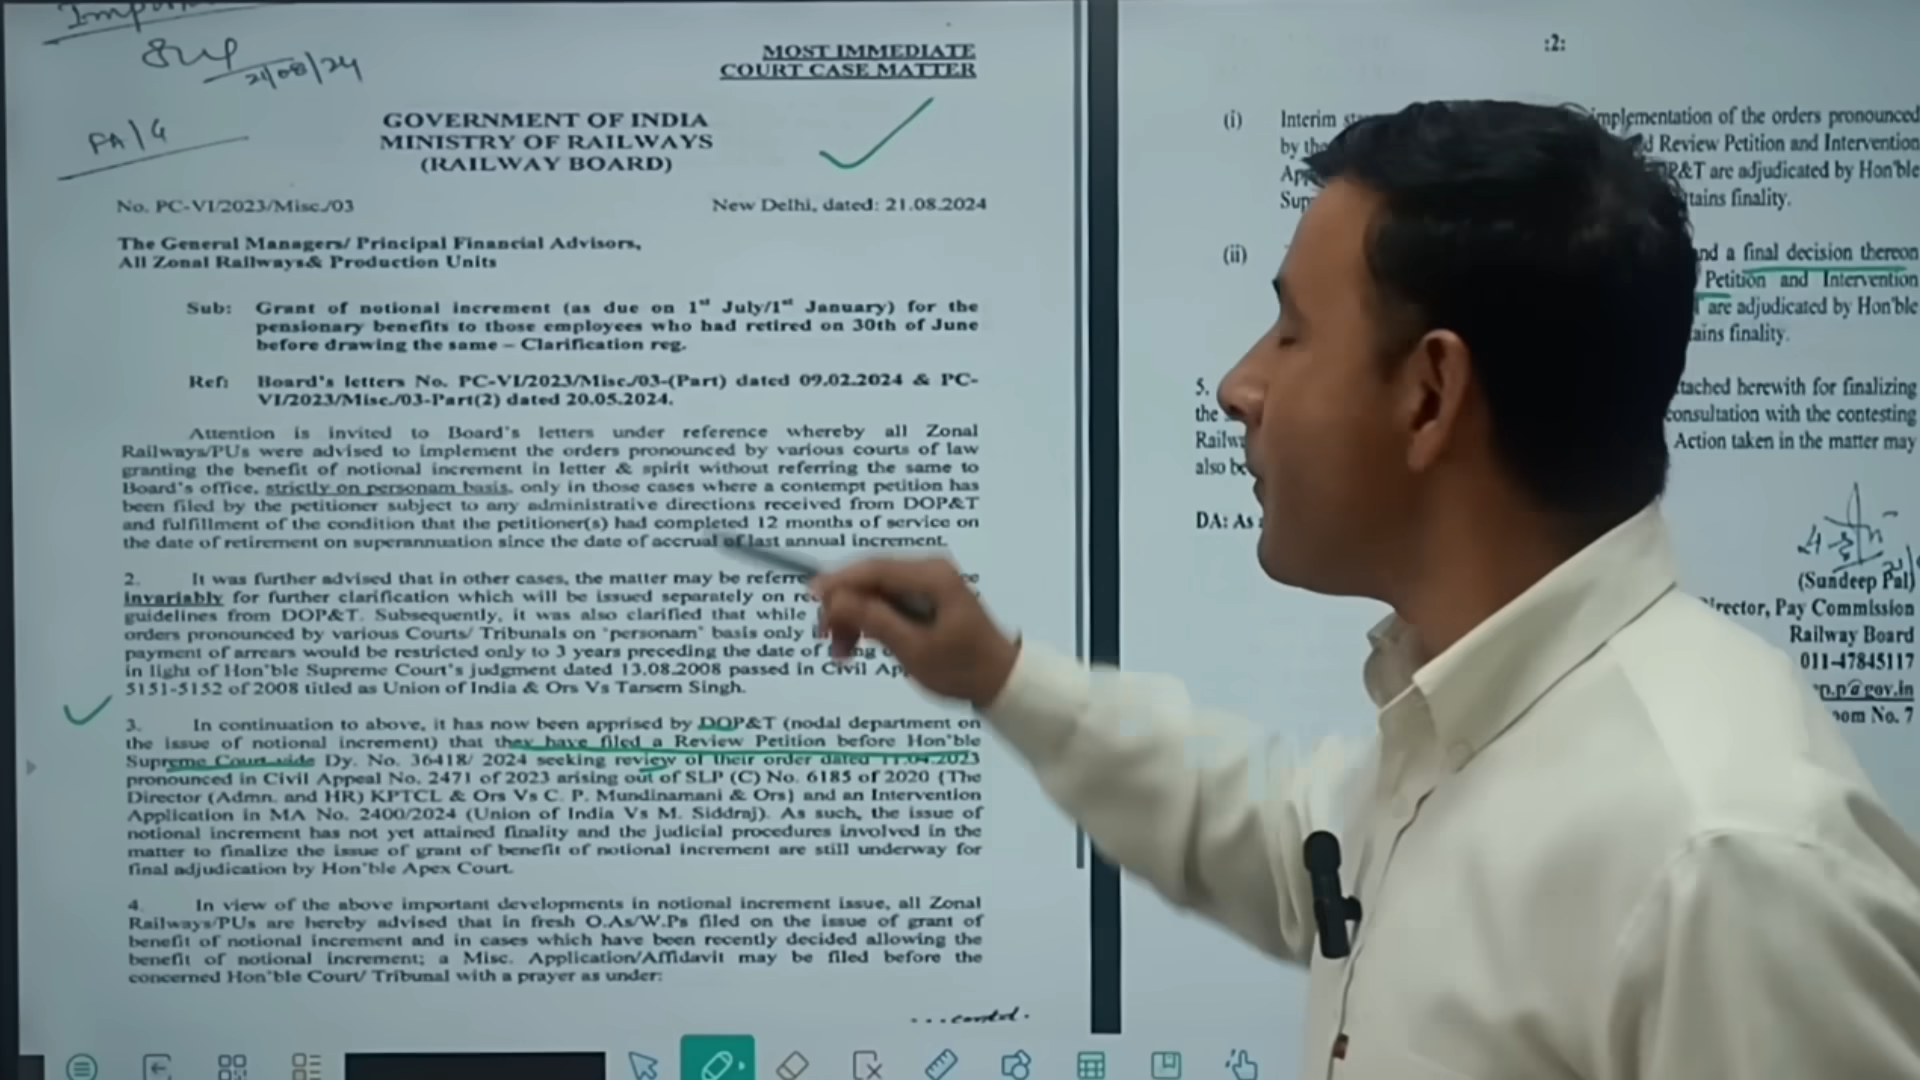 21/08/24
PA/G
MOST IMMEDIATE
COURT CASE MATTER
GOVERNMENT OF INDIA
MINISTRY OF RAILWAYS
(RAILWAY BOARD)
No. PC-VI/2023/Misc./03
New Delhi, dated: 21.08.2024
The General Managers/ Principal Financial Advisors,
All Zonal Railways& Production Units
Sub: Grant of notional increment (as due on 1st July/1st January) for the
pensionary benefits to those employees who had retired on 30th of June
before drawing the same – Clarification reg.
Ref: Board's letters No. PC-VI/2023/Misc./03-(Part) dated 09.02.2024 & PC-
VI/2023/Misc./03-Part(2) dated 20.05.2024.
Attention is invited to Board's letters under reference whereby all Zonal
Railways/PUs were advised to implement the orders pronounced by various courts of law
granting the benefit of notional increment in letter & spirit without referring the same to
Board's office, strictly on personam basis, only in those cases where a contempt petition has
been filed by the petitioner subject to any administrative directions received from DOP&T
and fulfillment of the condition that the petitioner(s) had completed 12 months of service on
the date of retirement on superannuation since the date of accrual of last annual increment.
2. It was further advised that in other cases, the matter may be
invariably for further clarification which will be issued separately on
guidelines from DOP&T. Subsequently, it was also clarified that while
orders pronounced by various Courts/ Tribunals on "personam" basis only
payment of arrears would be restricted only to 3 years preceding the date of
in light of Hon'ble Supreme Court's judgment dated 13.08.2008 passed in Civil
5151-5152 of 2008 titled as Union of India & Ors Vs Tarsem Singh.
3. In continuation to above, it has now been apprised by DOP&T (nodal department on
the issue of notional increment) that they have filed a Review Petition before Hon'ble
Supreme Court vide Dy. No. 36418/ 2024 seeking review of their order dated 11.04.2023
pronounced in Civil Appeal No. 2471 of 2023 arising out of SLP (C) No. 6185 of 2020 (The
Director (Admn. and HR) KPTCL & Ors Vs C. P. Mundinamani & Ors) and an Intervention
Application in MA No. 2400/2024 (Union of India Vs M. Siddraj). As such, the issue of
notional increment has not yet attained finality and the judicial procedures involved in the
matter to finalize the issue of grant of benefit of notional increment are still underway for
final adjudication by Hon'ble Apex Court.
4. In view of the above important developments in notional increment issue, all Zonal
Railways/PUs are hereby advised that in fresh O.As/W.Ps filed on the issue of grant of
benefit of notional increment and in cases which have been recently decided allowing the
benefit of notional increment; a Misc. Application/Affidavit may be filed before the
concerned Hon'ble Court/ Tribunal with a prayer as under:
...contd.
:2:
(i) Interim implementation of the orders pronounced
by Review Petition and Intervention
are adjudicated by Hon'ble
finality.
(ii) a final decision thereon
Petition and Intervention
are adjudicated by Hon'ble
finality.
5. herewith for finalizing
the consultation with the contesting
Action taken in the matter may
also
DA: As
(Sundeep Pal)
Director, Pay Commission
Railway Board
011-47845117
No. 7